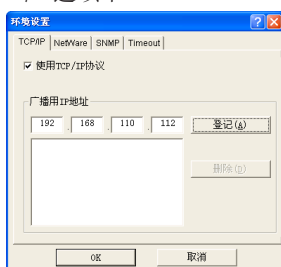 环境设置
TCP/IP NetWare SNMP Timeout
使用TCP/IP协议
广播用IP地址
192 . 168 . 110 . 112 登记(A)
删除(D)
OK 取消